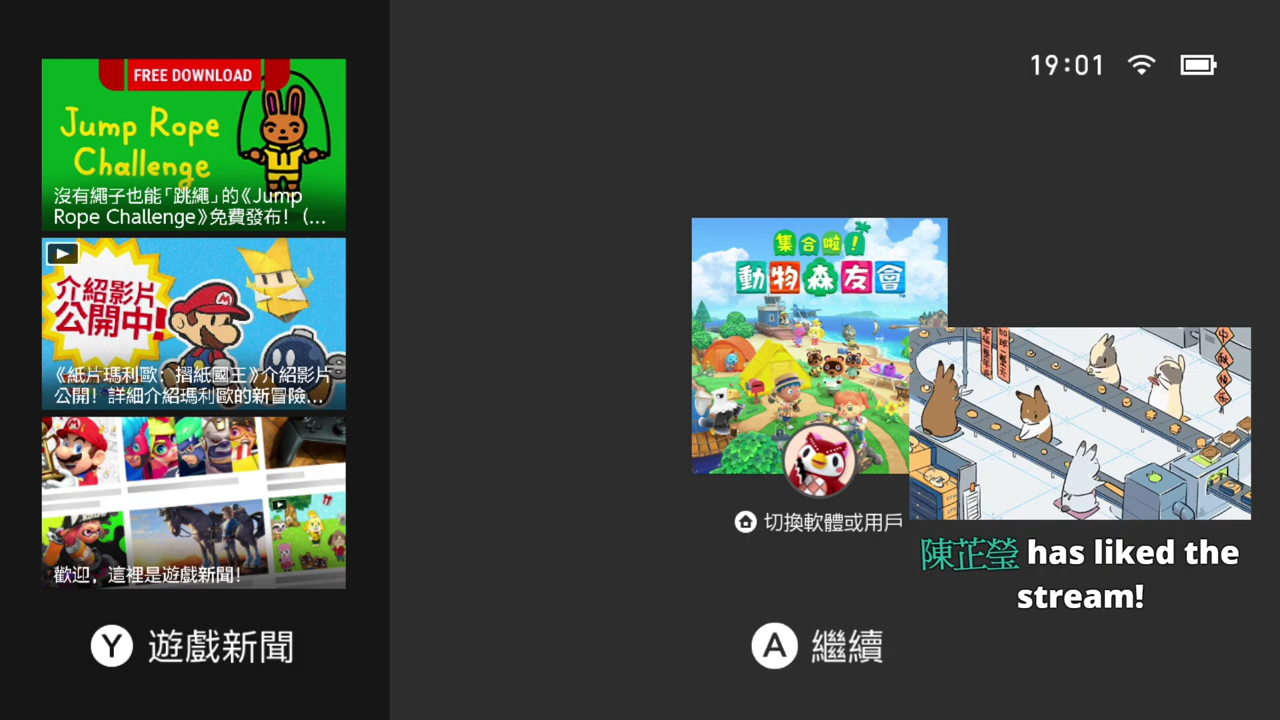 FREE DOWNLOAD
Jump Rope
Challenge
沒有繩子也能「跳繩」的《Jump
Rope Challenge》免費發布!（...
介紹影片
公開中!
《紙片瑪利歐：摺紙國王》介紹影片
公開！詳細介紹瑪利歐的新冒險...
歡迎，這裡是遊戲新聞！
Y 遊戲新聞
19:01
集合啦！
動物森友會
切換軟體或用戶
陳芷瑩 has liked the
stream!
A 繼續